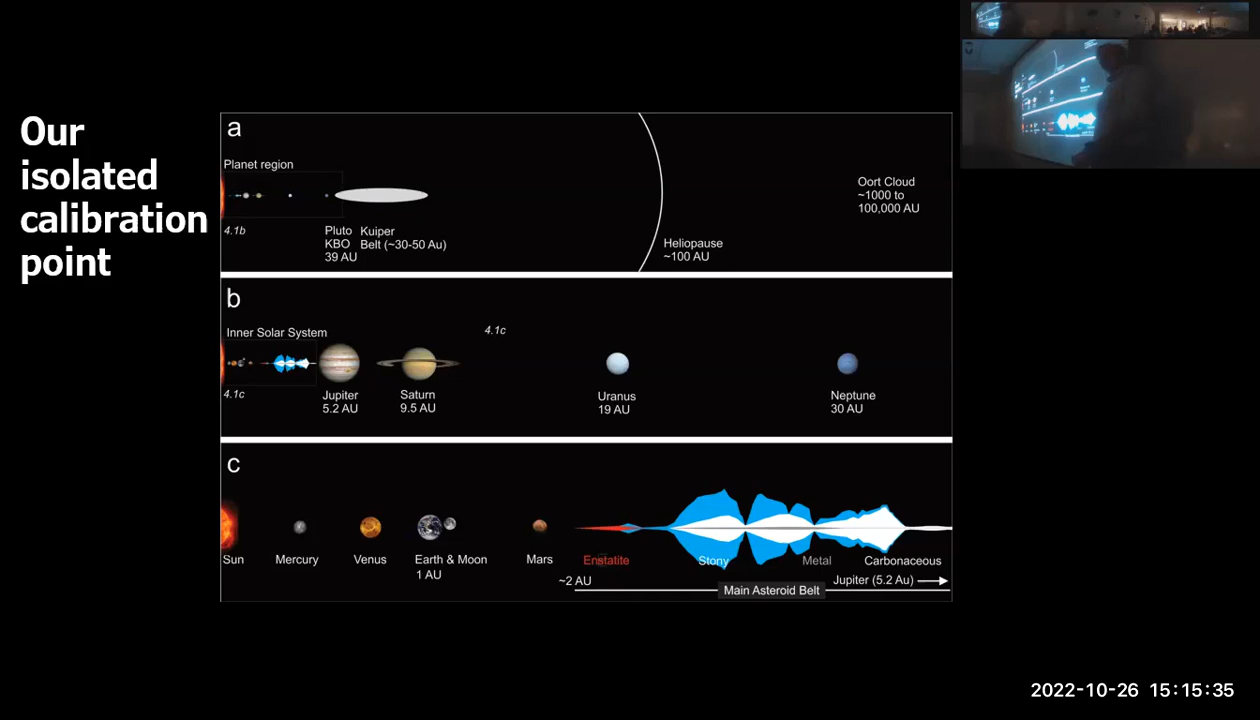 Our
isolated
calibration
point
a
Planet region
4.1b
Pluto
KBO
39 AU
Kuiper
Belt (~30-50 Au)
Heliopause
~100 AU
Oort Cloud
~1000 to
100,000 AU
b
Inner Solar System
4.1c
4.1c
Jupiter
5.2 AU
Saturn
9.5 AU
Uranus
19 AU
Neptune
30 AU
c
Sun
Mercury
Venus
Earth & Moon
1 AU
Mars
Enstatite
Stony
Metal
Carbonaceous
~2 AU
Jupiter (5.2 Au)
Main Asteroid Belt
2022-10-26 15:15:35